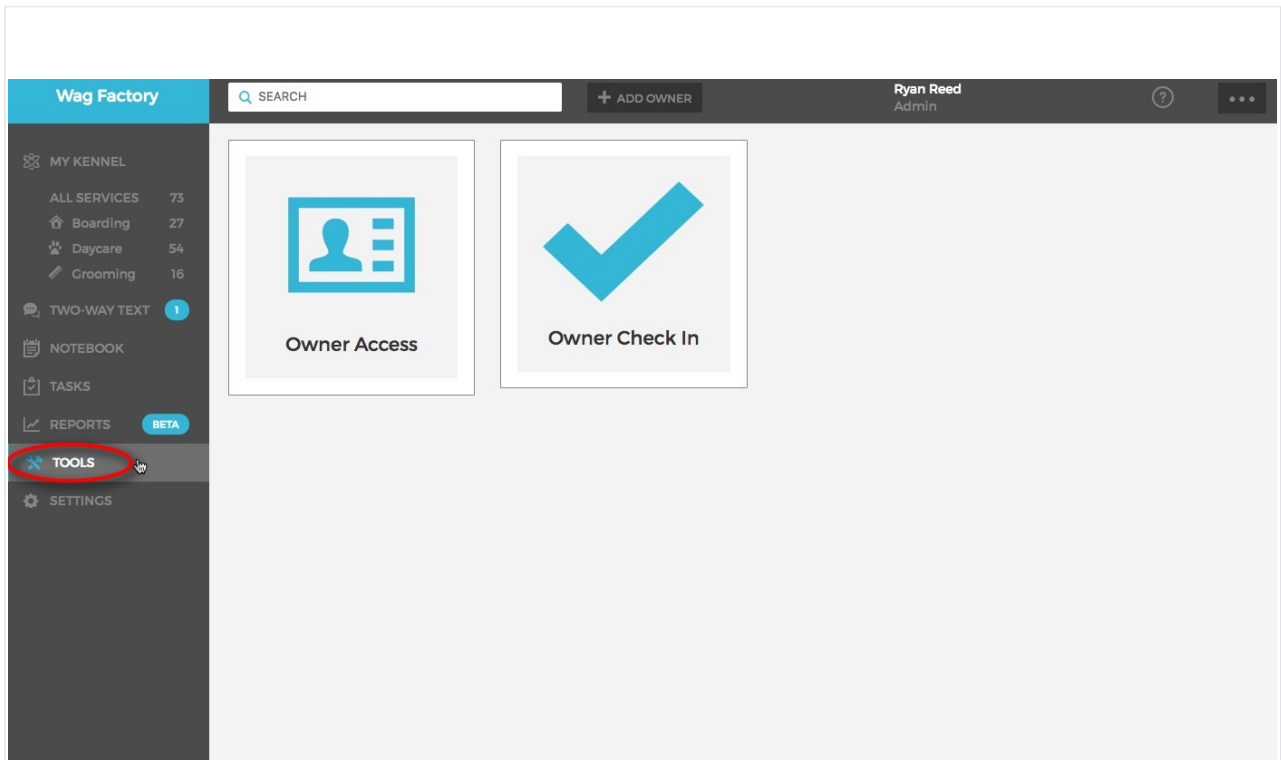 Wag Factory
SEARCH
+ ADD OWNER
Ryan Reed
Admin
?
MY KENNEL
ALL SERVICES 73
Boarding 27
Daycare 54
Grooming 16
TWO-WAY TEXT 1
NOTEBOOK
TASKS
REPORTS BETA
TOOLS
SETTINGS
Owner Access
Owner Check In